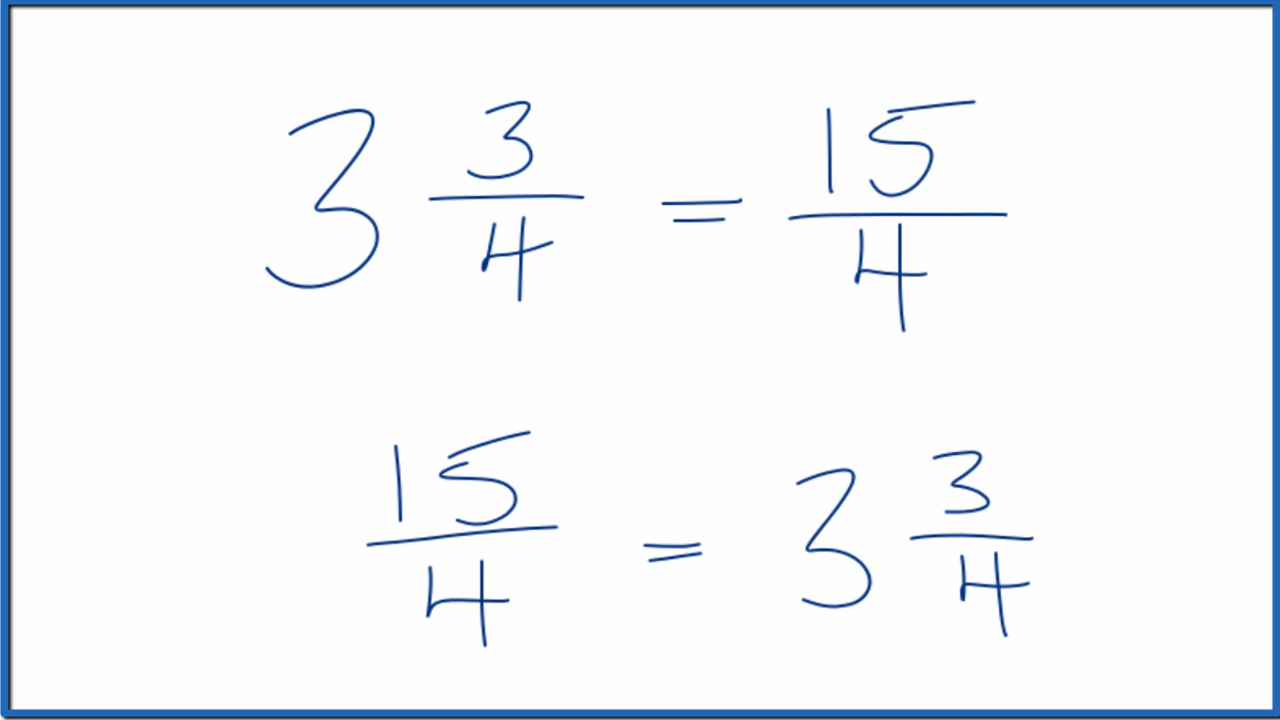 3 3/4 = 15/4
15/4 = 3 3/4